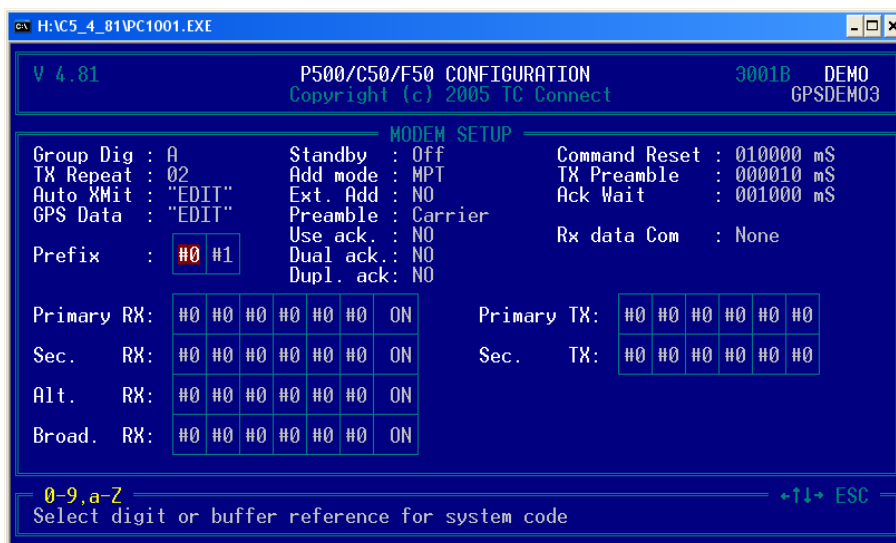 H:\C5_4_81\PC1001.EXE
V 4.81 P500/C50/F50 CONFIGURATION 3001B DEMO
Copyright (c) 2005 TC Connect GPSDEMO3
MODEM SETUP
Group Dig : A Standby : Off Command Reset : 010000 mS
TX Repeat : 02 Add mode : MPT TX Preamble : 000010 mS
Auto XMit : "EDIT" Ext. Add : NO Ack Wait : 001000 mS
GPS Data : "EDIT" Preamble : Carrier
Use ack. : NO Rx data Com : None
Prefix : #0 #1 Dual ack.: NO
Dupl. ack: NO
Primary RX: #0 #0 #0 #0 #0 #0 ON Primary TX: #0 #0 #0 #0 #0 #0
Sec. RX: #0 #0 #0 #0 #0 #0 ON Sec. TX: #0 #0 #0 #0 #0 #0
Alt. RX: #0 #0 #0 #0 #0 #0 ON
Broad. RX: #0 #0 #0 #0 #0 #0 ON
0-9,a-Z ←↑↓→ ESC
Select digit or buffer reference for system code